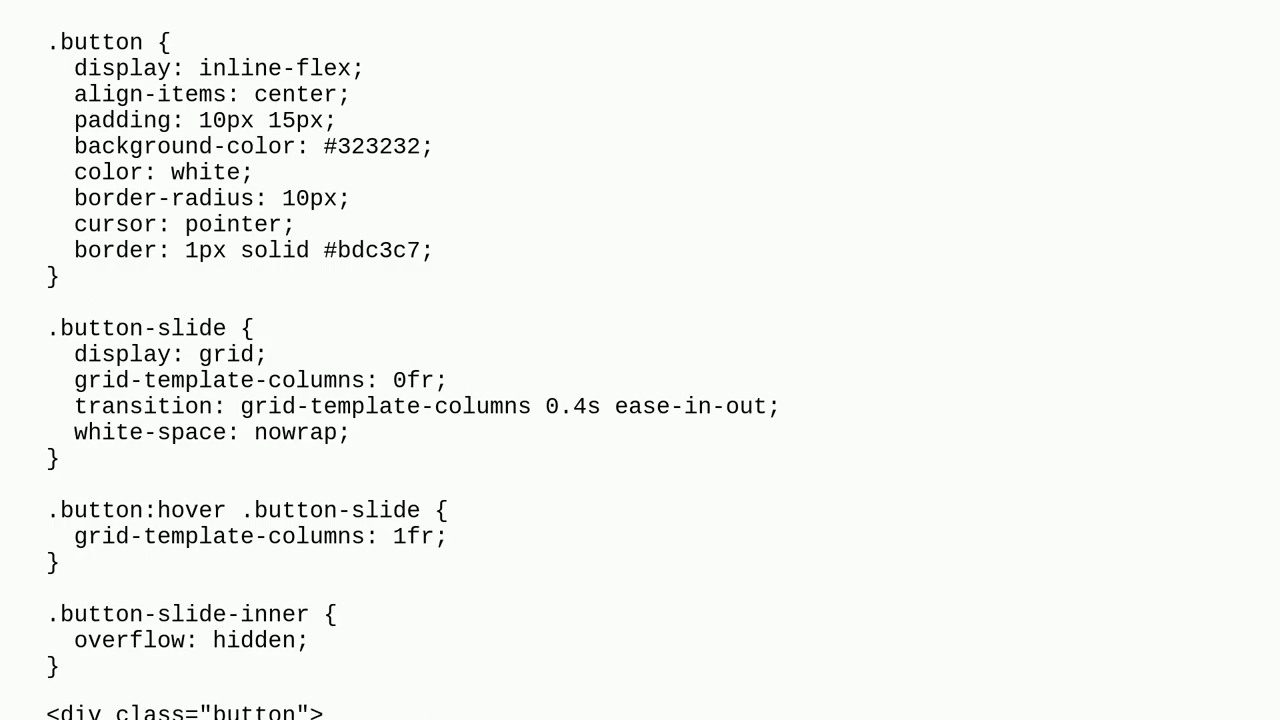 .button {
  display: inline-flex;
  align-items: center;
  padding: 10px 15px;
  background-color: #323232;
  color: white;
  border-radius: 10px;
  cursor: pointer;
  border: 1px solid #bdc3c7;
}

.button-slide {
  display: grid;
  grid-template-columns: 0fr;
  transition: grid-template-columns 0.4s ease-in-out;
  white-space: nowrap;
}

.button:hover .button-slide {
  grid-template-columns: 1fr;
}

.button-slide-inner {
  overflow: hidden;
}

<div class="button">